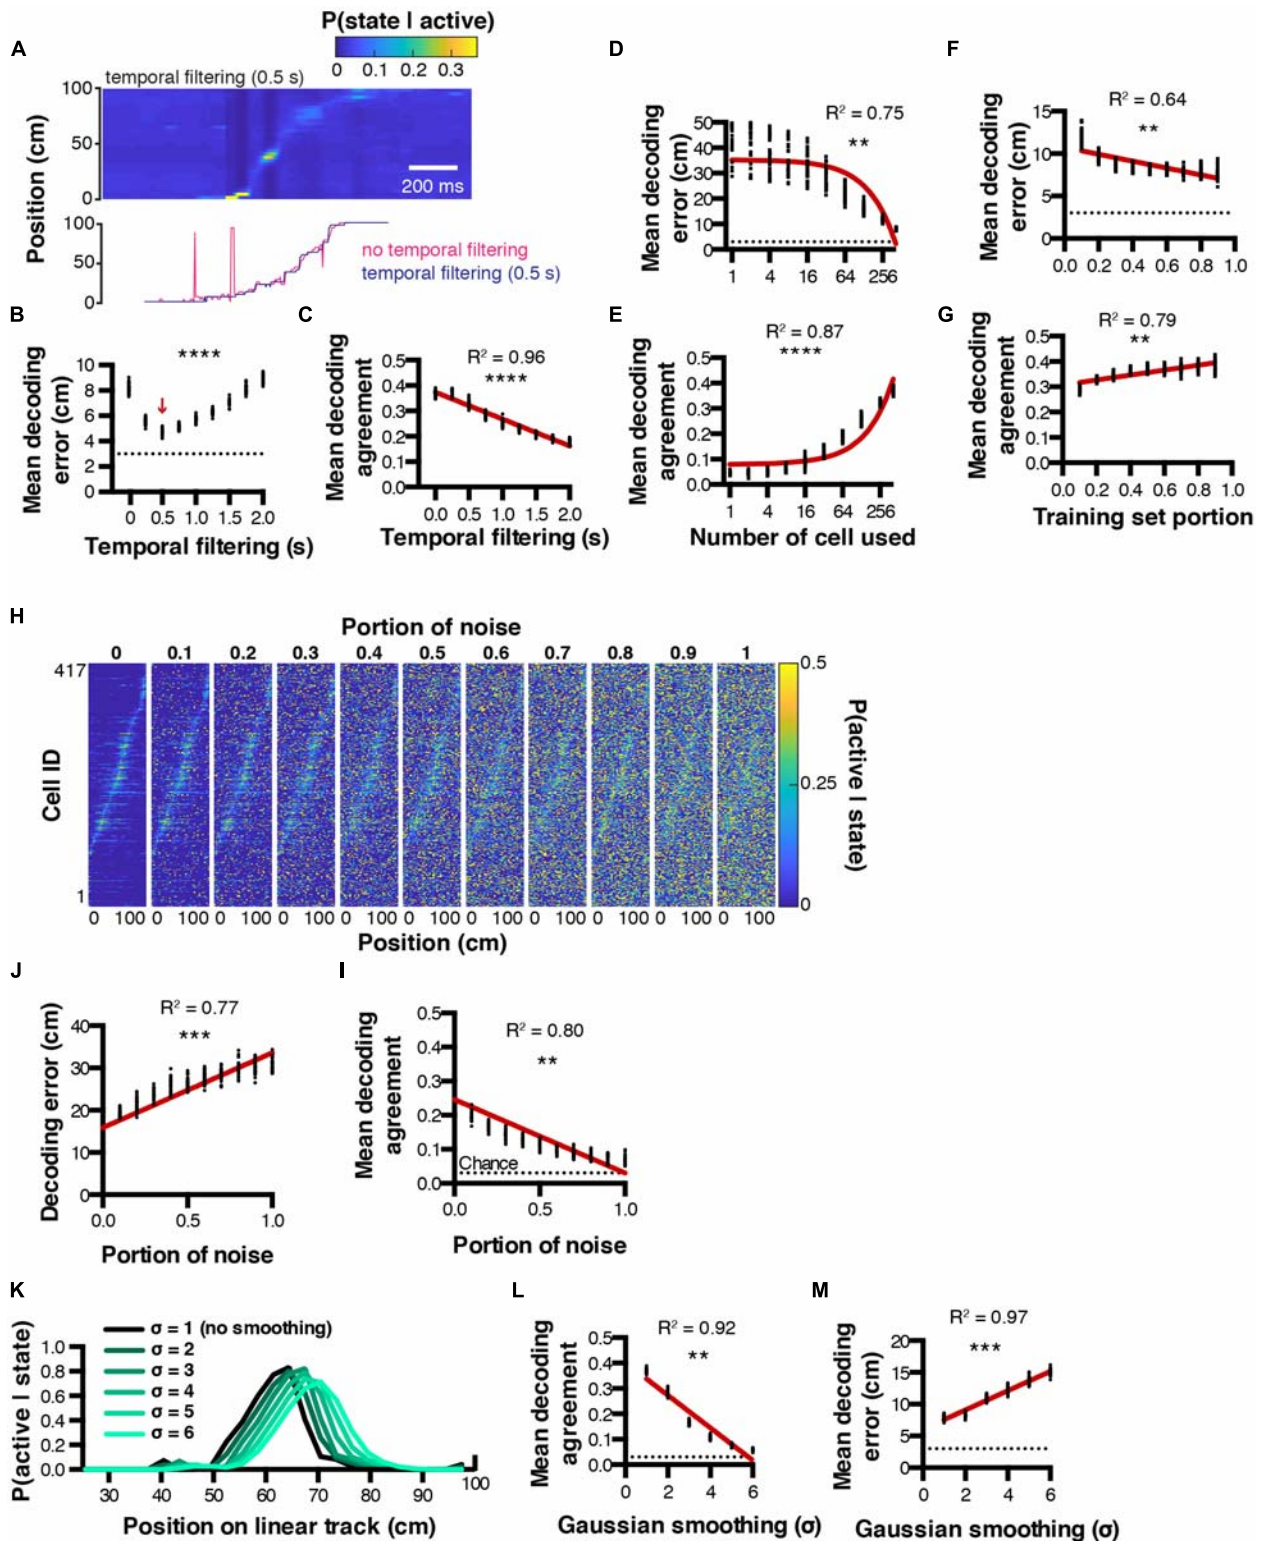 A
P(state | active)
0 0.1 0.2 0.3
temporal filtering (0.5 s)
100
50
0
200 ms
Position (cm)
100
50
0
no temporal filtering
temporal filtering (0.5 s)
B
Mean decoding
error (cm)
****
10
8
6
4
2
0
0 0.5 1.0 1.5 2.0
Temporal filtering (s)
C
Mean decoding
agreement
R² = 0.96
****
0.5
0.4
0.3
0.2
0.1
0.0
0.0 0.5 1.0 1.5 2.0
Temporal filtering (s)
D
Mean decoding
error (cm)
R² = 0.75
**
50
40
30
20
10
0
1 4 16 64 256
E
Mean decoding
agreement
R² = 0.87
****
0.5
0.4
0.3
0.2
0.1
0.0
1 4 16 64 256
Number of cell used
F
Mean decoding
error (cm)
R² = 0.64
**
15
10
5
0
0.0 0.2 0.4 0.6 0.8 1.0
G
Mean decoding
agreement
R² = 0.79
**
0.5
0.4
0.3
0.2
0.1
0.0
0.0 0.2 0.4 0.6 0.8 1.0
Training set portion
H
Portion of noise
0 0.1 0.2 0.3 0.4 0.5 0.6 0.7 0.8 0.9 1
417
Cell ID
1
0 100 0 100 0 100 0 100 0 100 0 100 0 100 0 100 0 100 0 100 0 100
Position (cm)
0.5
0.25
0
P(active | state)
J
Decoding error (cm)
R² = 0.77
***
40
30
20
10
0
0.0 0.5 1.0
Portion of noise
I
Mean decoding
agreement
R² = 0.80
**
0.5
0.4
0.3
0.2
0.1
0.0
Chance
0.0 0.5 1.0
Portion of noise
K
P(active | state)
σ = 1 (no smoothing)
σ = 2
σ = 3
σ = 4
σ = 5
σ = 6
1.0
0.8
0.6
0.4
0.2
0.0
30 40 50 60 70 80 90 100
Position on linear track (cm)
L
Mean decoding
agreement
R² = 0.92
**
0.5
0.4
0.3
0.2
0.1
0.0
0 2 4 6
Gaussian smoothing (σ)
M
Mean decoding
error (cm)
R² = 0.97
***
20
15
10
5
0
0 2 4 6
Gaussian smoothing (σ)